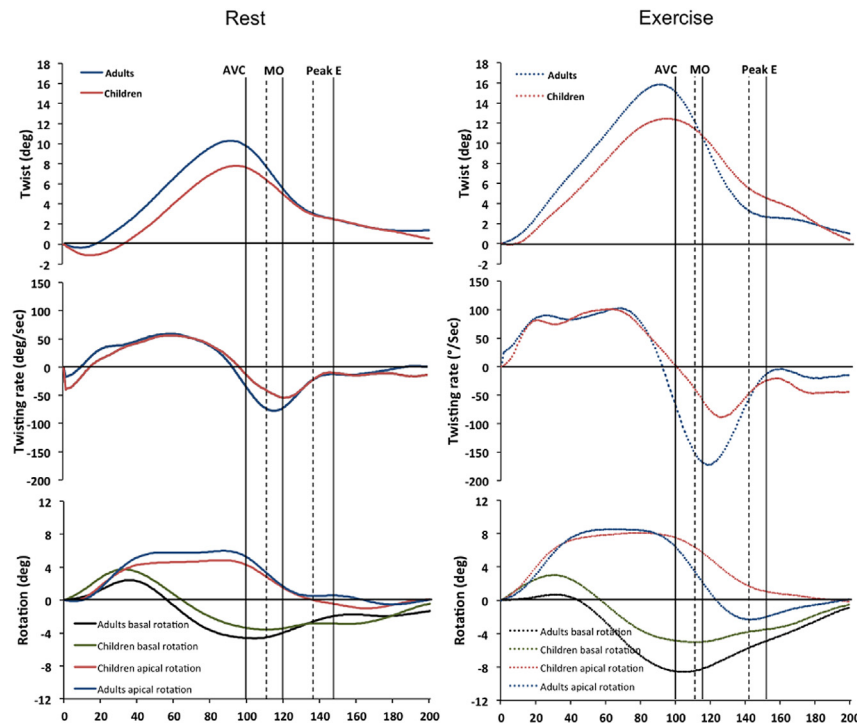 Rest
Exercise
AVC MO Peak E
Adults
Children
Twist (deg)
18
16
14
12
10
8
6
4
2
0
-2
AVC MO Peak E
Adults
Children
Twist (deg)
18
16
14
12
10
8
6
4
2
0
-2
Twisting rate (deg/sec)
150
100
50
0
-50
-100
-150
-200
Twisting rate (°/Sec)
150
100
50
0
-50
-100
-150
-200
Rotation (deg)
12
8
4
0
-4
-8
-12
Adults basal rotation
Children basal rotation
Children apical rotation
Adults apical rotation
0 20 40 60 80 100 120 140 160 180 200
Rotation (deg)
12
8
4
0
-4
-8
-12
Adults basal rotation
Children basal rotation
Children apical rotation
Adults apical rotation
0 20 40 60 80 100 120 140 160 180 200